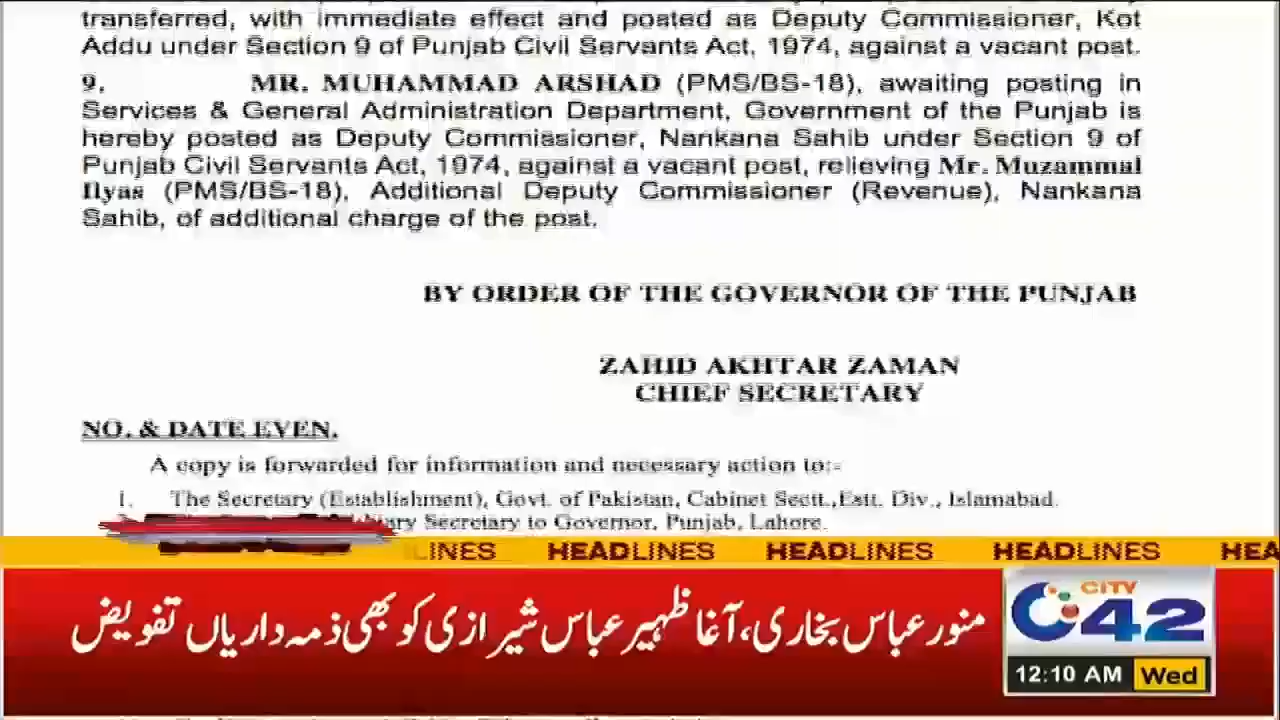 transferred, with immediate effect and posted as Deputy Commissioner, Kot
Addu under Section 9 of Punjab Civil Servants Act, 1974, against a vacant post.
9. MR. MUHAMMAD ARSHAD (PMS/BS-18), awaiting posting in
Services & General Administration Department, Government of the Punjab is
hereby posted as Deputy Commissioner, Nankana Sahib under Section 9 of
Punjab Civil Servants Act, 1974, against a vacant post, relieving Mr. Muzammal
Ilyas (PMS/BS-18), Additional Deputy Commissioner (Revenue), Nankana
Sahib, of additional charge of the post.
BY ORDER OF THE GOVERNOR OF THE PUNJAB
ZAHID AKHTAR ZAMAN
CHIEF SECRETARY
NO. & DATE EVEN.
A copy is forwarded for information and necessary action to:-
1. The Secretary (Establishment), Govt. of Pakistan, Cabinet Sectt.,Estt. Div., Islamabad.
Secretary to Governor, Punjab, Lahore.
LINES HEADLINES HEADLINES HEADLINES HEA
منور عباس بخاری، آغا ظہیر عباس شیرازی کو بھی ذمہ داریاں تفویض
CITY
42
12:10 AM Wed